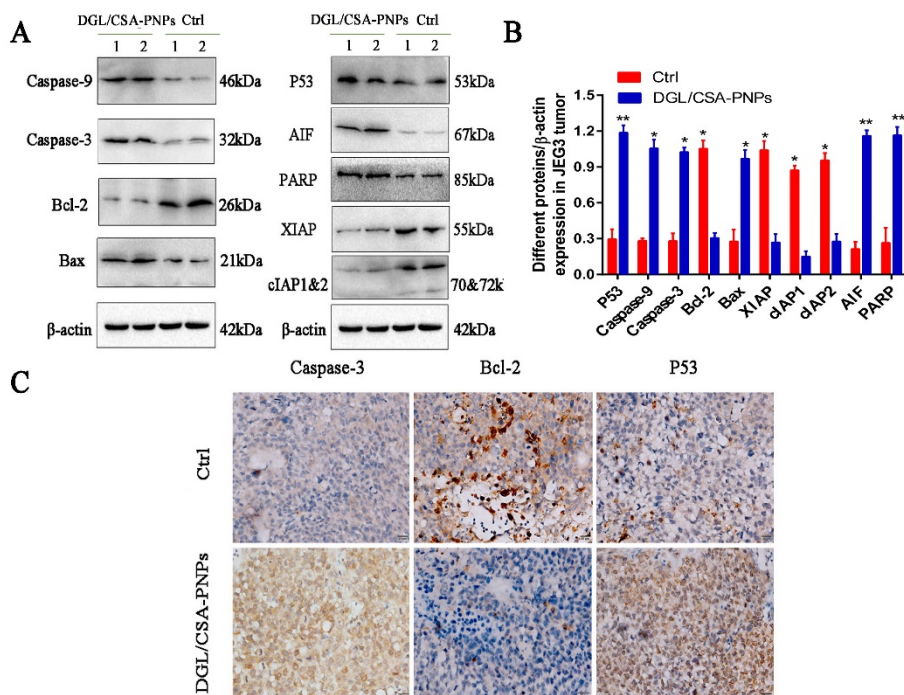 A
DGL/CSA-PNPs Ctrl
1 2 1 2
Caspase-9 46kDa
Caspase-3 32kDa
Bcl-2 26kDa
Bax 21kDa
β-actin 42kDa
DGL/CSA-PNPs Ctrl
1 2 1 2
P53 53kDa
AIF 67kDa
PARP 85kDa
XIAP 55kDa
cIAP1&2 70&72k
β-actin 42kDa
B
Ctrl
DGL/CSA-PNPs
Different proteins/β-actin
expression in JEG3 tumor
1.5
1.2
0.9
0.6
0.3
0.0
** * * * * * * * ** **
P53 Caspase-9 Caspase-3 Bcl-2 Bax XIAP cIAP1 cIAP2 AIF PARP
C
Caspase-3 Bcl-2 P53
Ctrl
DGL/CSA-PNPs